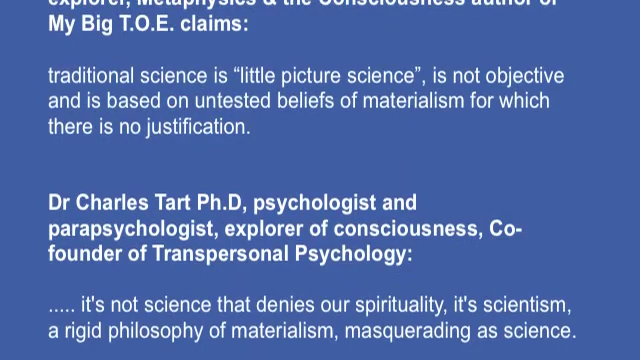 explorer, Metaphysics & the Consciousness author of
My Big T.O.E. claims:
traditional science is “little picture science”, is not objective
and is based on untested beliefs of materialism for which
there is no justification.
Dr Charles Tart Ph.D, psychologist and
parapsychologist, explorer of consciousness, Co-
founder of Transpersonal Psychology:
..... it's not science that denies our spirituality, it's scientism,
a rigid philosophy of materialism, masquerading as science.